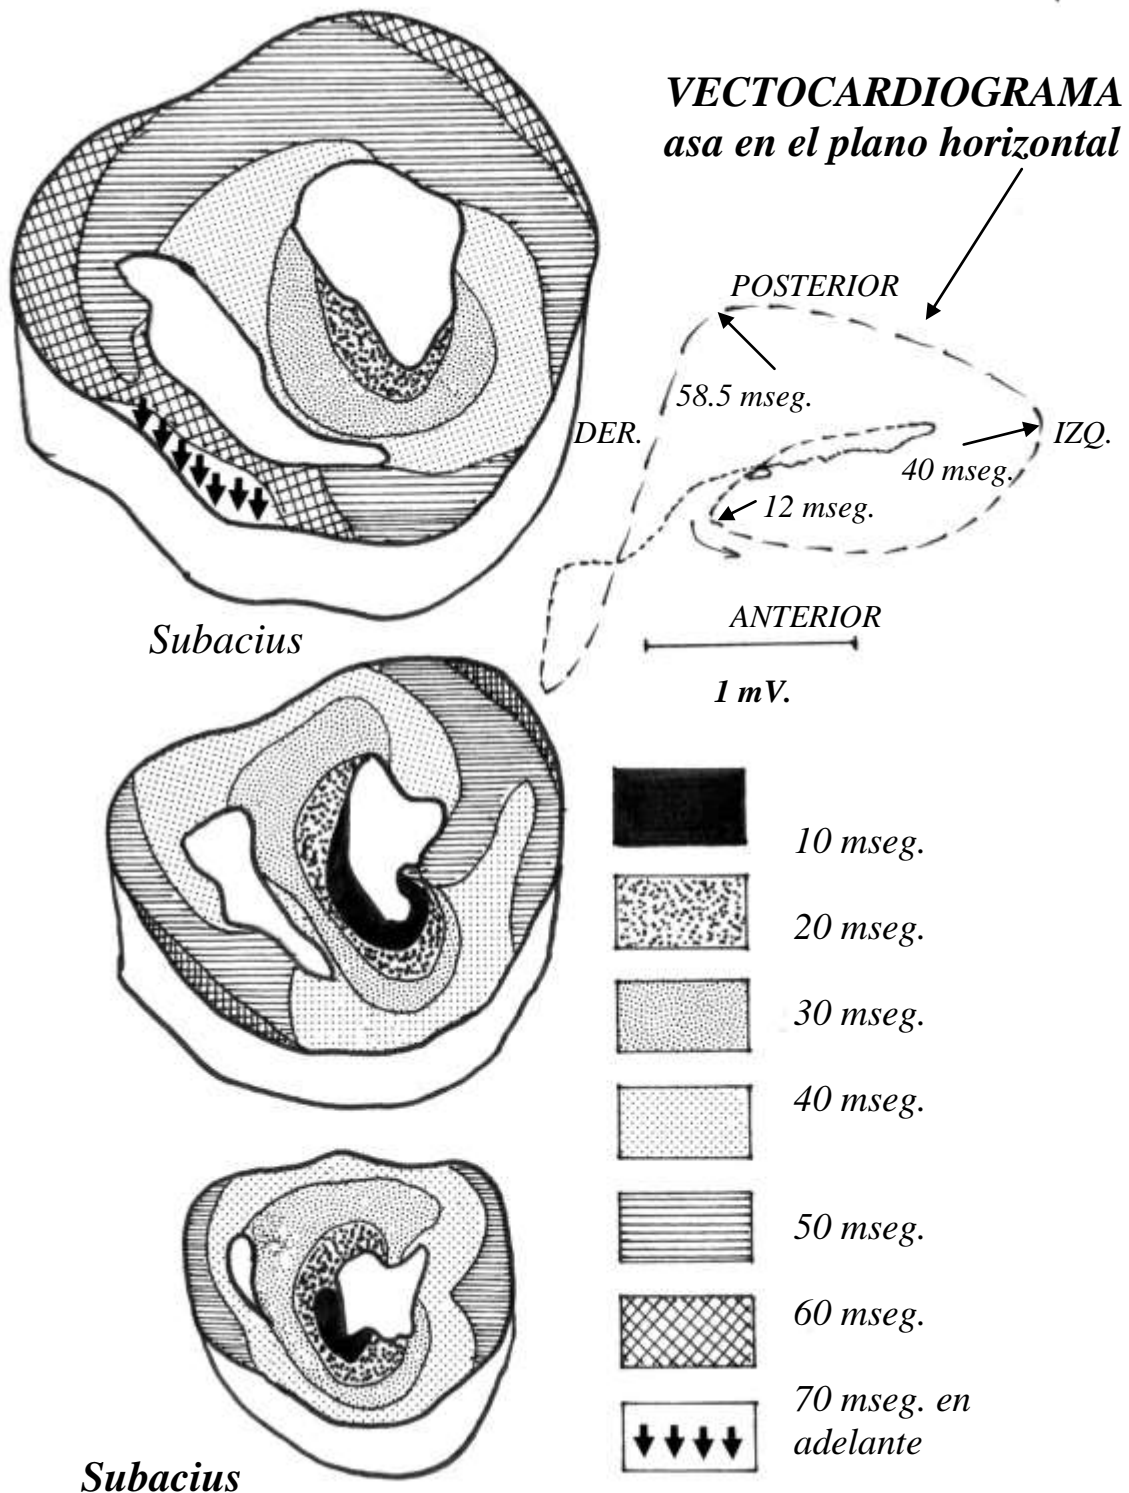 VECTOCARDIOGRAMA
asa en el plano horizontal
POSTERIOR
58.5 mseg.
DER.
IZQ.
40 mseg.
12 mseg.
ANTERIOR
1 mV.
Subacius
10 mseg.
20 mseg.
30 mseg.
40 mseg.
50 mseg.
60 mseg.
70 mseg. en
adelante
Subacius